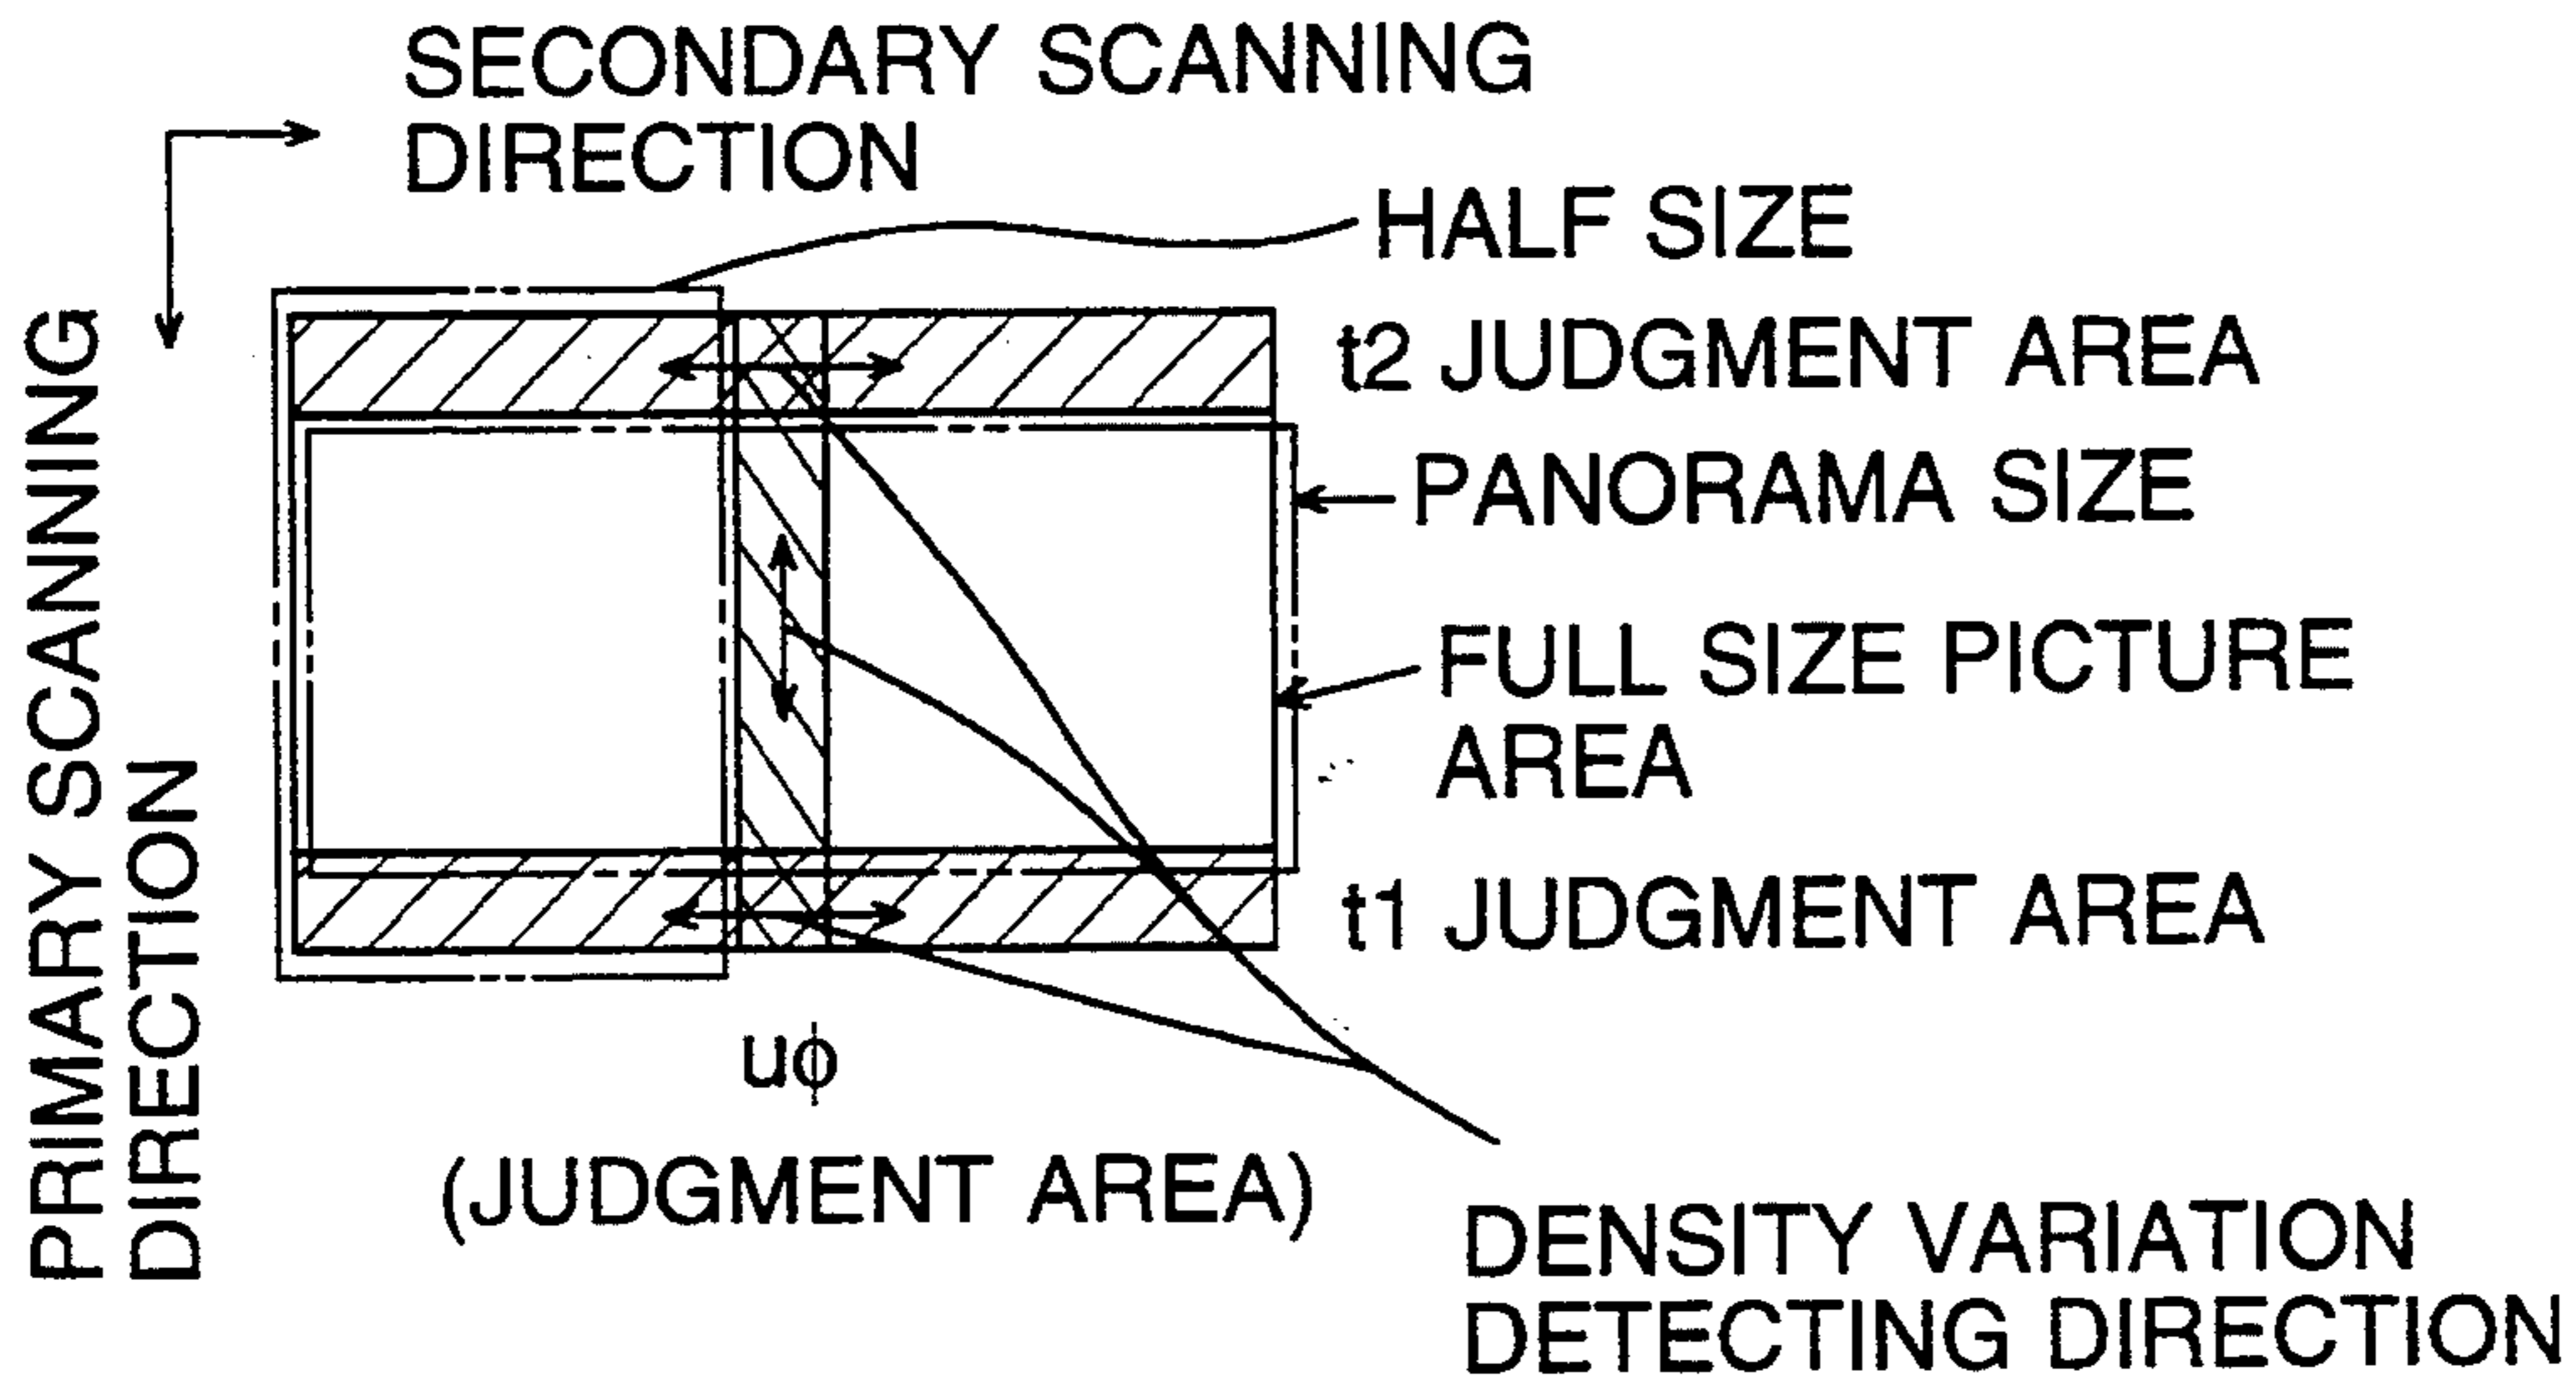 SECONDARY SCANNING
DIRECTION
HALF SIZE
t2 JUDGMENT AREA
PANORAMA SIZE
FULL SIZE PICTURE
AREA
t1 JUDGMENT AREA
PRIMARY SCANNING
DIRECTION
uϕ
(JUDGMENT AREA)
DENSITY VARIATION
DETECTING DIRECTION